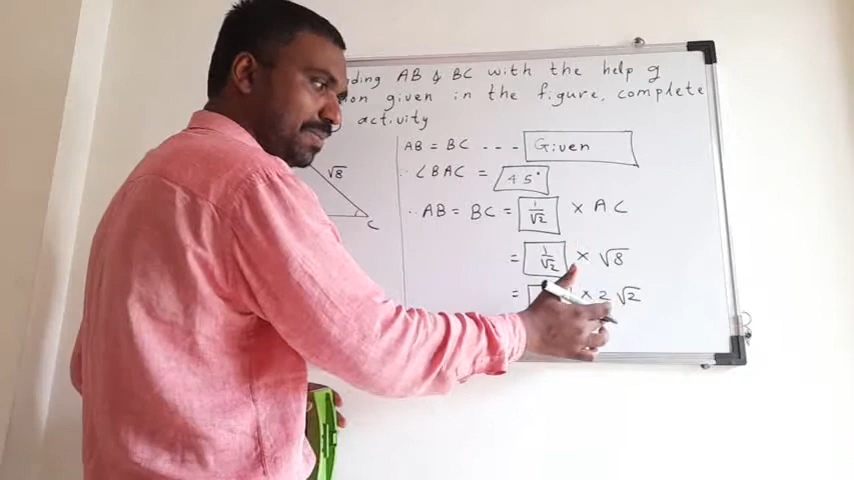 ding AB & BC with the help of
on given in the figure, complete
activity
√8
C
AB = BC --- Given
∴ ∠BAC = 45°
∴ AB = BC = 1/√2 × AC
= 1/√2 × √8
= × 2√2